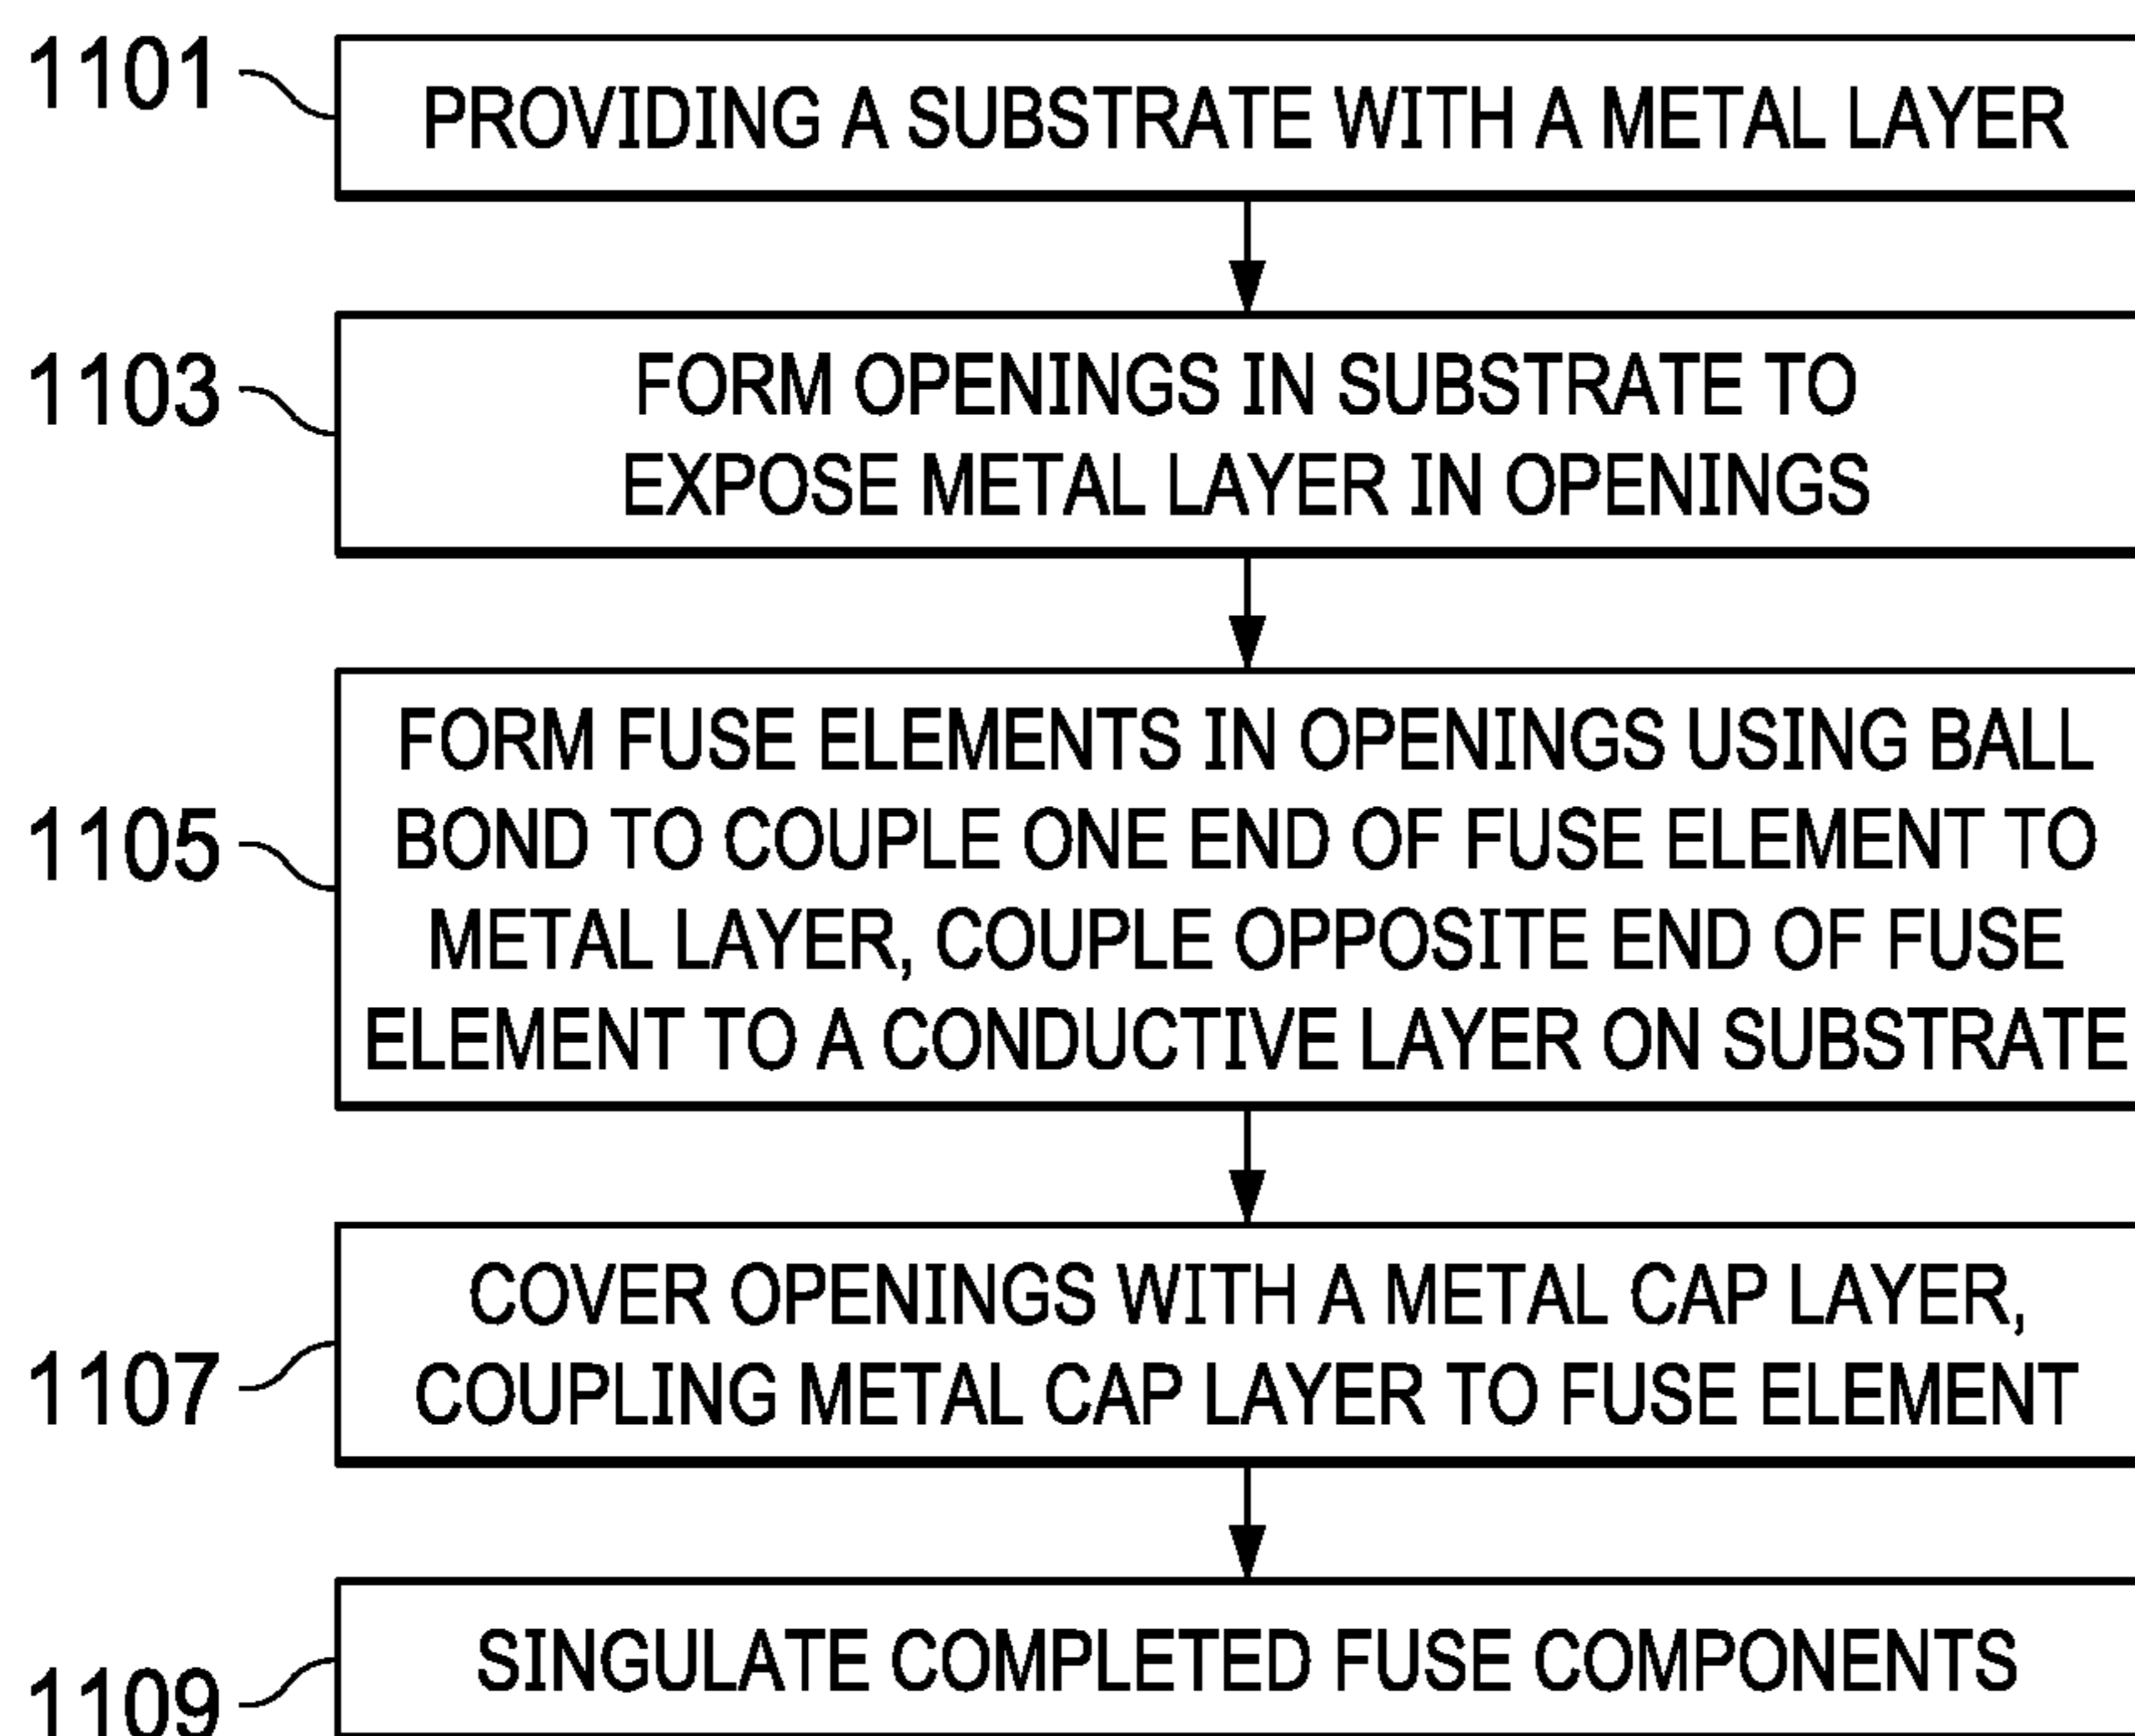 1101
PROVIDING A SUBSTRATE WITH A METAL LAYER
1103
FORM OPENINGS IN SUBSTRATE TO
EXPOSE METAL LAYER IN OPENINGS
1105
FORM FUSE ELEMENTS IN OPENINGS USING BALL
BOND TO COUPLE ONE END OF FUSE ELEMENT TO
METAL LAYER, COUPLE OPPOSITE END OF FUSE
ELEMENT TO A CONDUCTIVE LAYER ON SUBSTRATE
1107
COVER OPENINGS WITH A METAL CAP LAYER,
COUPLING METAL CAP LAYER TO FUSE ELEMENT
1109
SINGULATE COMPLETED FUSE COMPONENTS